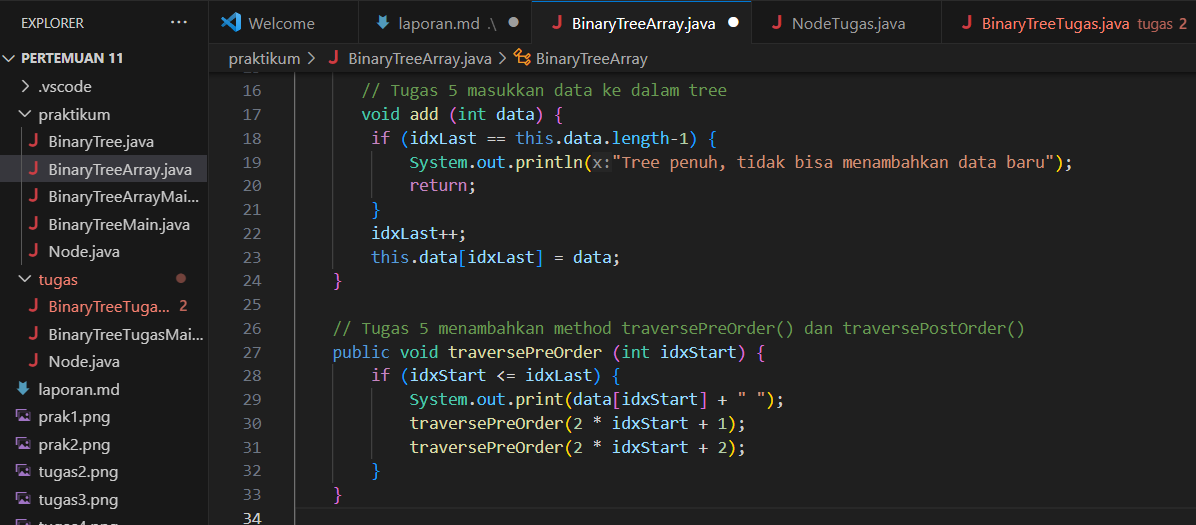 EXPLORER ...
PERTEMUAN 11
.vscode
praktikum
BinaryTree.java
BinaryTreeArray.java
BinaryTreeArrayMai...
BinaryTreeMain.java
Node.java
tugas
BinaryTreeTuga... 2
BinaryTreeTugasMai...
Node.java
laporan.md
prak1.png
prak2.png
tugas2.png
tugas3.png
Welcome
laporan.md .\
BinaryTreeArray.java
NodeTugas.java
BinaryTreeTugas.java tugas 2
praktikum > BinaryTreeArray.java > BinaryTreeArray
16 // Tugas 5 masukkan data ke dalam tree
17 void add (int data) {
18 if (idxLast == this.data.length-1) {
19 System.out.println(x:"Tree penuh, tidak bisa menambahkan data baru");
20 return;
21 }
22 idxLast++;
23 this.data[idxLast] = data;
24 }
25
26 // Tugas 5 menambahkan method traversePreOrder() dan traversePostOrder()
27 public void traversePreOrder (int idxStart) {
28 if (idxStart <= idxLast) {
29 System.out.print(data[idxStart] + " ");
30 traversePreOrder(2 * idxStart + 1);
31 traversePreOrder(2 * idxStart + 2);
32 }
33 }
34